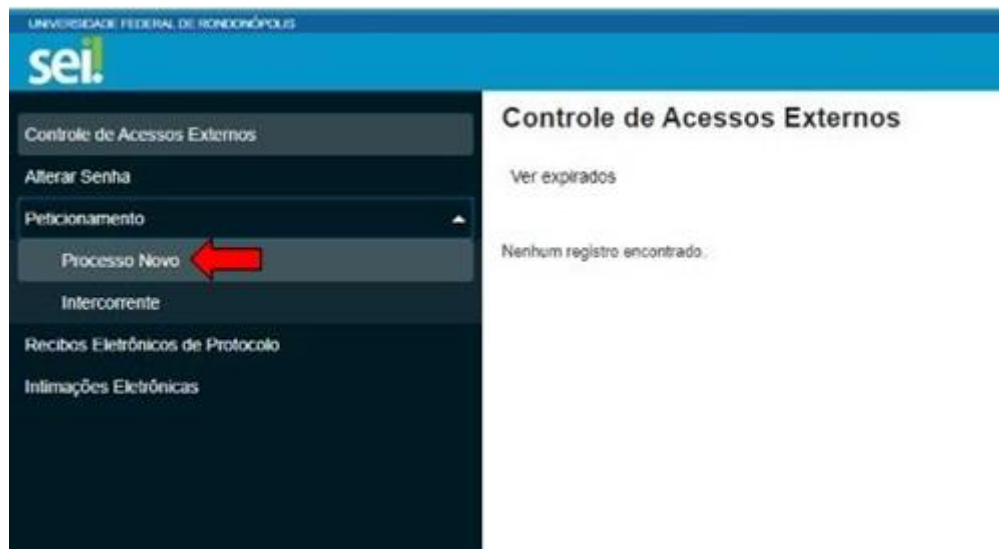 UNIVERSIDADE FEDERAL DE RONDONÓPOLIS
sei!
Controle de Acessos Externos
Alterar Senha
Peticionamento
Processo Novo
Intercorrente
Recibos Eletrônicos de Protocolo
Intimações Eletrônicas
Controle de Acessos Externos
Ver expirados
Nenhum registro encontrado.